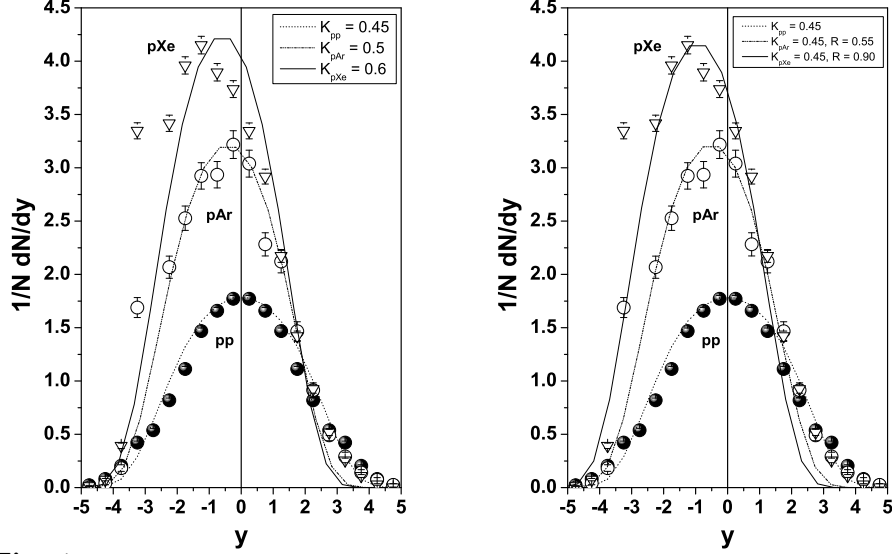 4.5
4.0
3.5
3.0
2.5
2.0
1.5
1.0
0.5
0.0
1/N dN/dy
pXe
pAr
pp
K_pp = 0.45
K_pAr = 0.5
K_pXe = 0.6
-5 -4 -3 -2 -1 0 1 2 3 4 5
y
4.5
4.0
3.5
3.0
2.5
2.0
1.5
1.0
0.5
0.0
1/N dN/dy
pXe
pAr
pp
K_pp = 0.45
K_pAr = 0.45, R = 0.55
K_pXe = 0.45, R = 0.90
-5 -4 -3 -2 -1 0 1 2 3 4 5
y